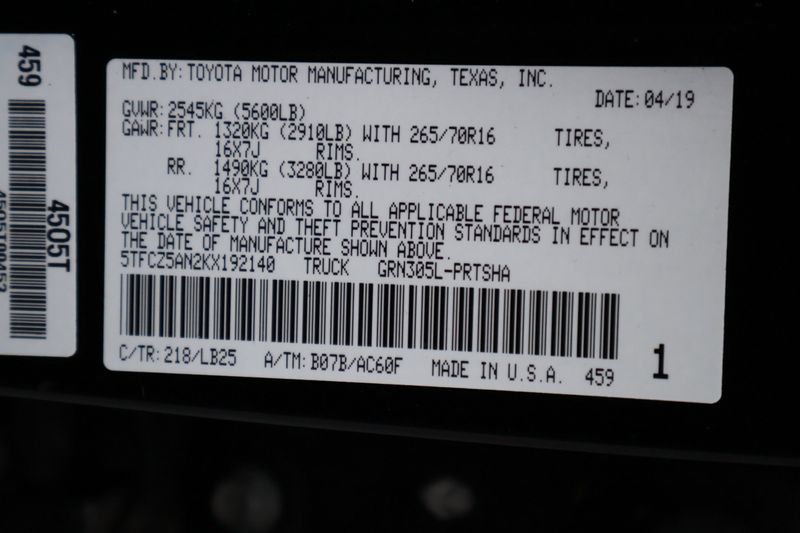 459
4505T
MFD.BY: TOYOTA MOTOR MANUFACTURING, TEXAS, INC.
DATE: 04/19
GVWR: 2545KG (5600LB)
GAWR: FRT. 1320KG (2910LB) WITH 265/70R16 TIRES,
16X7J RIMS.
RR. 1490KG (3280LB) WITH 265/70R16 TIRES,
16X7J RIMS.
THIS VEHICLE CONFORMS TO ALL APPLICABLE FEDERAL MOTOR
VEHICLE SAFETY AND THEFT PREVENTION STANDARDS IN EFFECT ON
THE DATE OF MANUFACTURE SHOWN ABOVE.
5TFCZ5AN2KX192140 TRUCK GRN305L-PRTSHA
C/TR: 218/LB25 A/TM: B07B/AC60F MADE IN U.S.A. 459
1